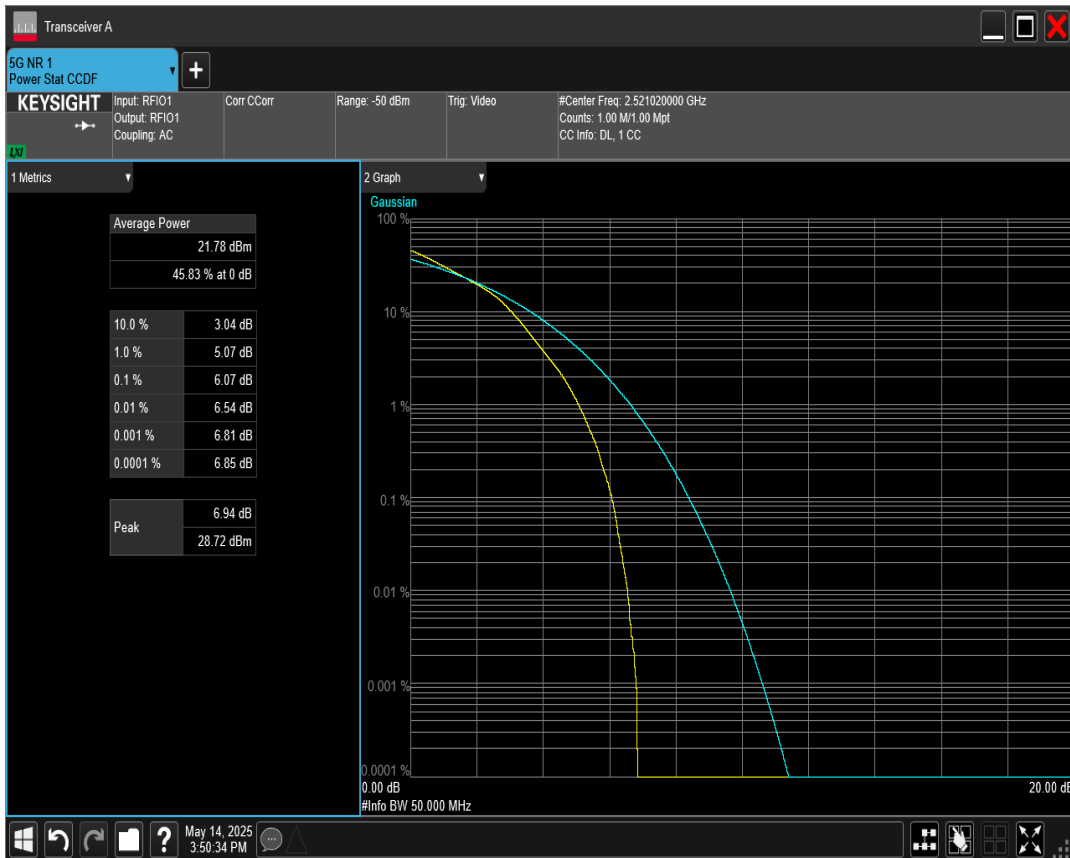 Transceiver A
5G NR 1
Power Stat CCDF
+
KEYSIGHT
LXI
Input: RFIO1
Output: RFIO1
Coupling: AC
Corr CCorr
Range: -50 dBm
Trig: Video
#Center Freq: 2.521020000 GHz
Counts: 1.00 M/1.00 Mpt
CC Info: DL, 1 CC
1 Metrics
Average Power
21.78 dBm
45.83 % at 0 dB
10.0 % 3.04 dB
1.0 % 5.07 dB
0.1 % 6.07 dB
0.01 % 6.54 dB
0.001 % 6.81 dB
0.0001 % 6.85 dB
Peak 6.94 dB
28.72 dBm
2 Graph
Gaussian
100 %
10 %
1 %
0.1 %
0.01 %
0.001 %
0.0001 %
0.00 dB 20.00 dB
#Info BW 50.000 MHz
? May 14, 2025
3:50:34 PM